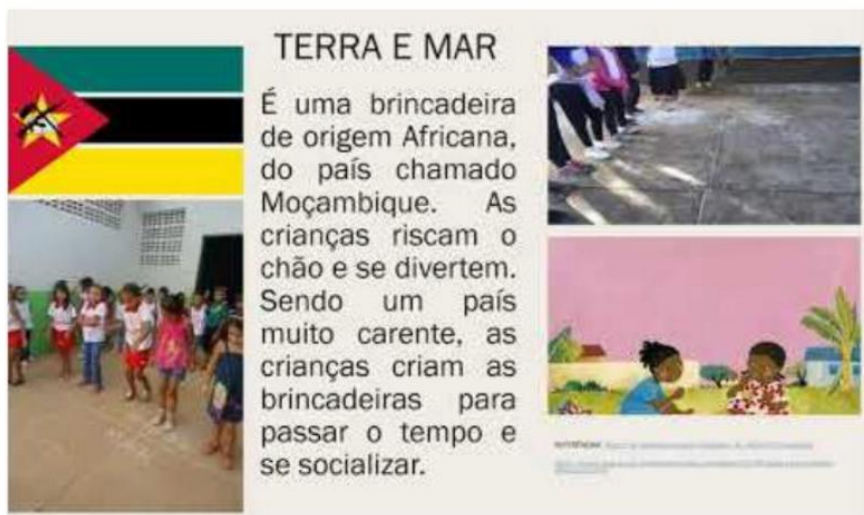 TERRA E MAR
É uma brincadeira
de origem Africana,
do país chamado
Moçambique. As
crianças riscam o
chão e se divertem.
Sendo um país
muito carente, as
crianças criam as
brincadeiras para
passar o tempo e
se socializar.